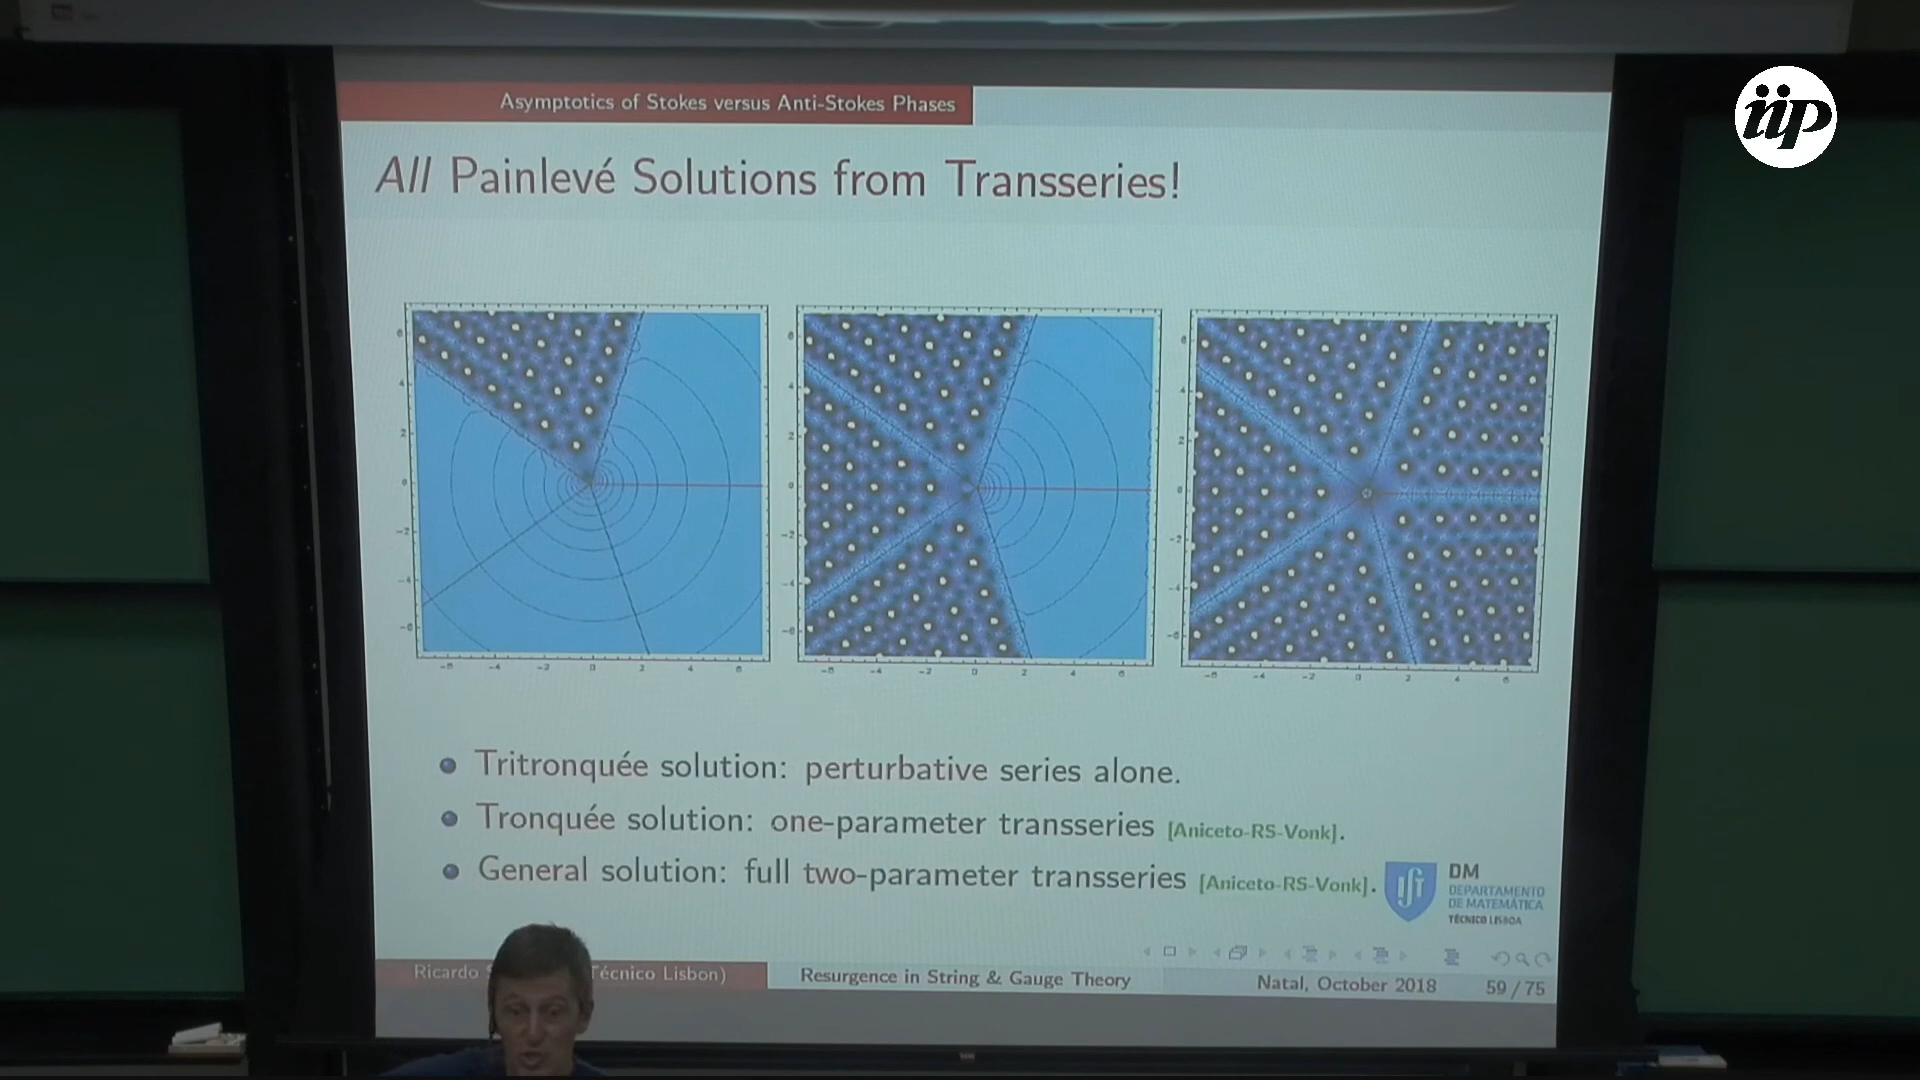 iip
Asymptotics of Stokes versus Anti-Stokes Phases
All Painlevé Solutions from Transseries!
Tritronquée solution: perturbative series alone.
Tronquée solution: one-parameter transseries [Aniceto-RS-Vonk].
General solution: full two-parameter transseries [Aniceto-RS-Vonk].
DM
DEPARTAMENTO
DE MATEMÁTICA
TÉCNICO LISBOA
Ricardo Técnico Lisbon)
Resurgence in String & Gauge Theory
Natal, October 2018
59 / 75